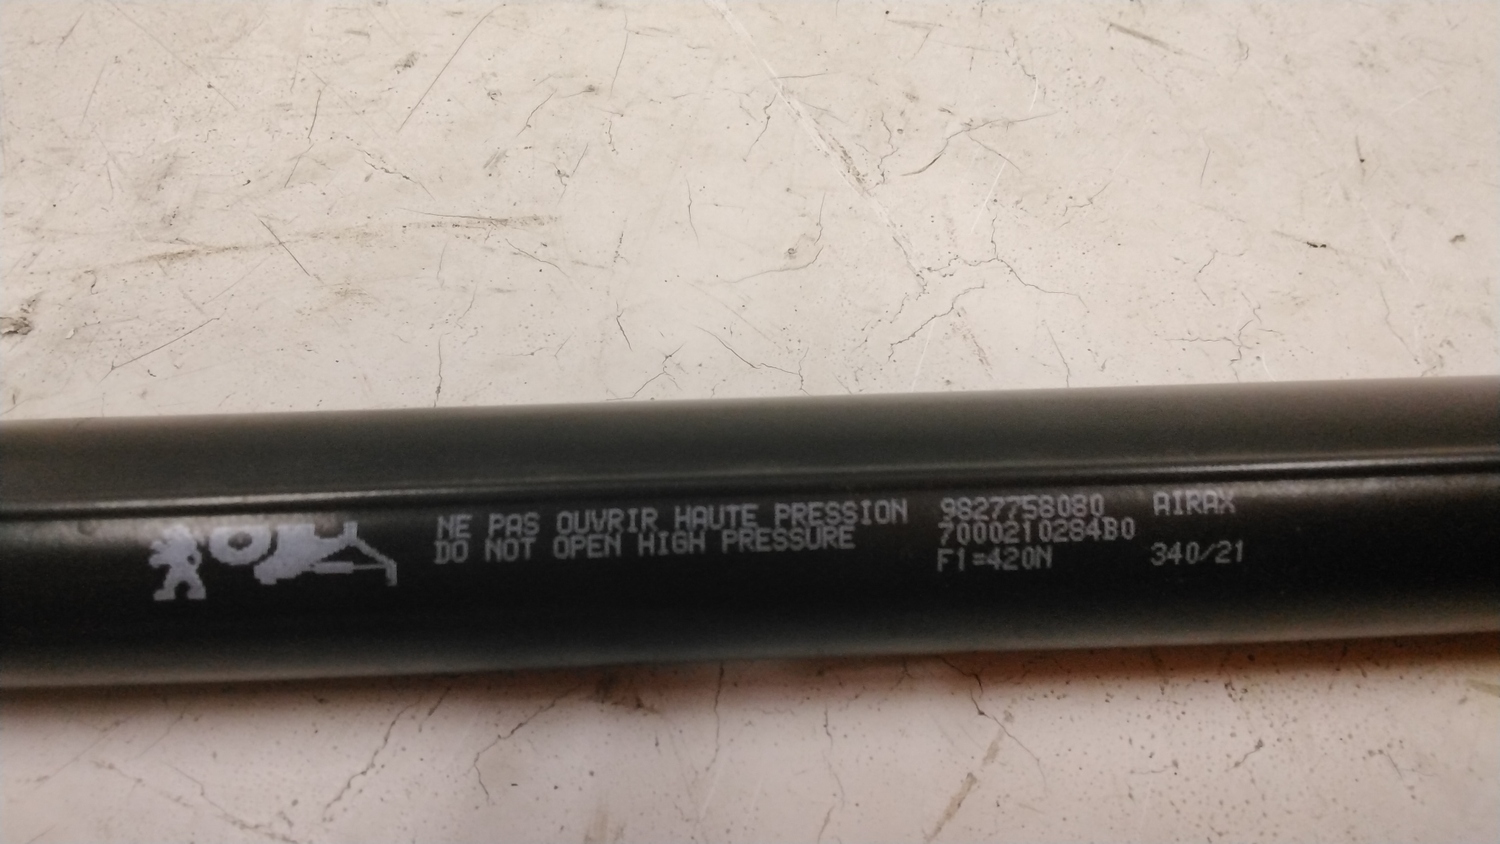 NE PAS OUVRIR HAUTE PRESSION
DO NOT OPEN HIGH PRESSURE
9827758080 AIRAX
7000210284B0
F1=420N 340/21